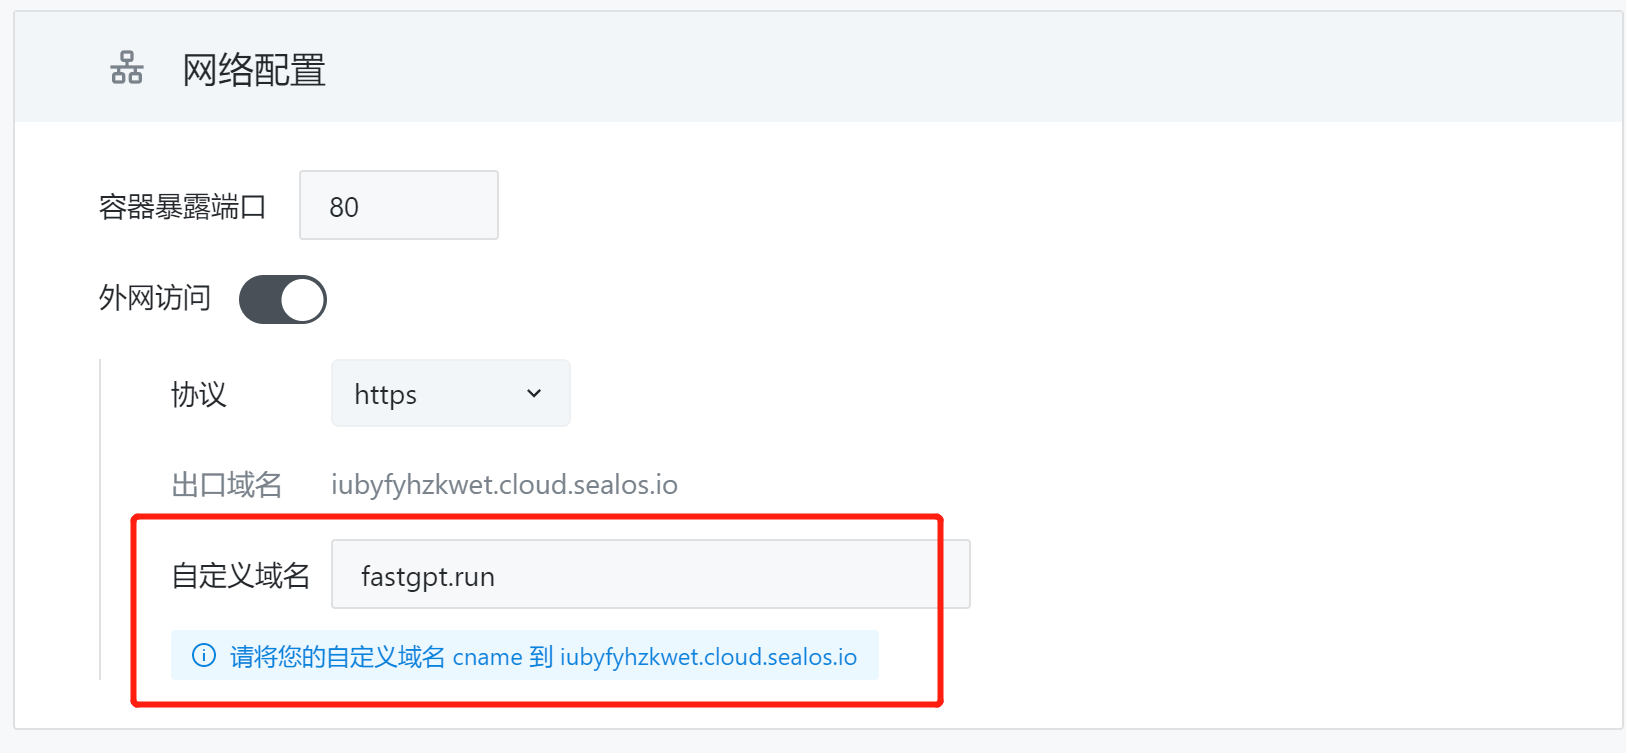 网络配置
容器暴露端口 80
外网访问
协议 https
出口域名 iubyfyhzkwet.cloud.sealos.io
自定义域名 fastgpt.run
请将您的自定义域名 cname 到 iubyfyhzkwet.cloud.sealos.io